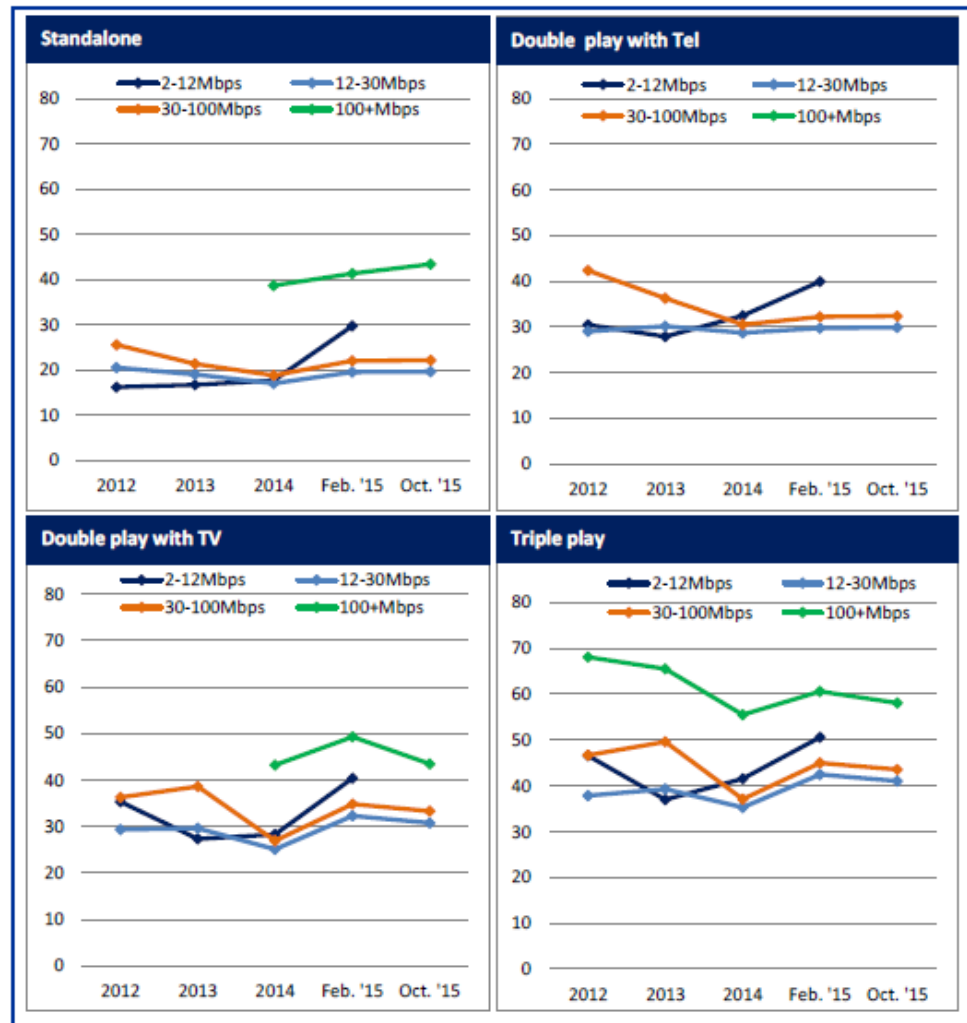 Standalone
2-12Mbps 12-30Mbps
30-100Mbps 100+Mbps
80
70
60
50
40
30
20
10
0
2012 2013 2014 Feb. '15 Oct. '15
Double play with Tel
2-12Mbps 12-30Mbps
30-100Mbps 100+Mbps
80
70
60
50
40
30
20
10
0
2012 2013 2014 Feb. '15 Oct. '15
Double play with TV
2-12Mbps 12-30Mbps
30-100Mbps 100+Mbps
80
70
60
50
40
30
20
10
0
2012 2013 2014 Feb. '15 Oct. '15
Triple play
2-12Mbps 12-30Mbps
30-100Mbps 100+Mbps
80
70
60
50
40
30
20
10
0
2012 2013 2014 Feb. '15 Oct. '15